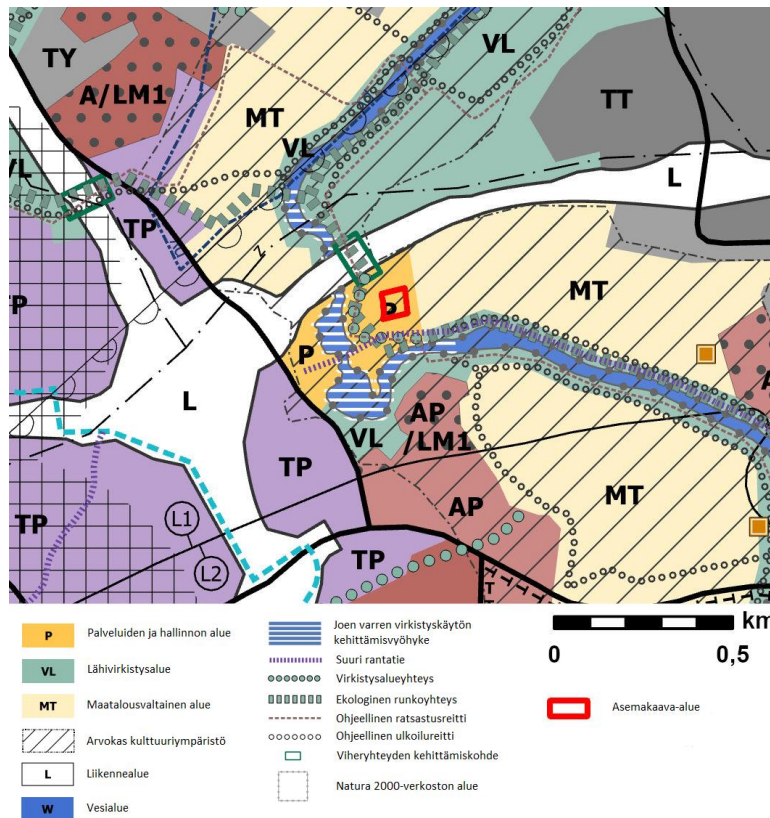 TY
A/LM1
VL
TT
MT
VL
VL
L
TP
Z
MT
TP
P
P
L
AP
/LM1
VL
TP
MT
AP
TP
L1
L2
TP
T
km
0
0,5
P Palveluiden ja hallinnon alue
VL Lähivirkistysalue
MT Maatalousvaltainen alue
Arvokas kulttuuriympäristö
L Liikennealue
W Vesialue
Joen varren virkistyskäytön
kehittämisvyöhyke
Suuri rantatie
Virkistysalueyhteys
Ekologinen runkoyhteys
Ohjeellinen ratsastusreitti
Ohjeellinen ulkoilureitti
Viheryhteyden kehittämiskohde
Natura 2000-verkoston alue
Asemakaava-alue